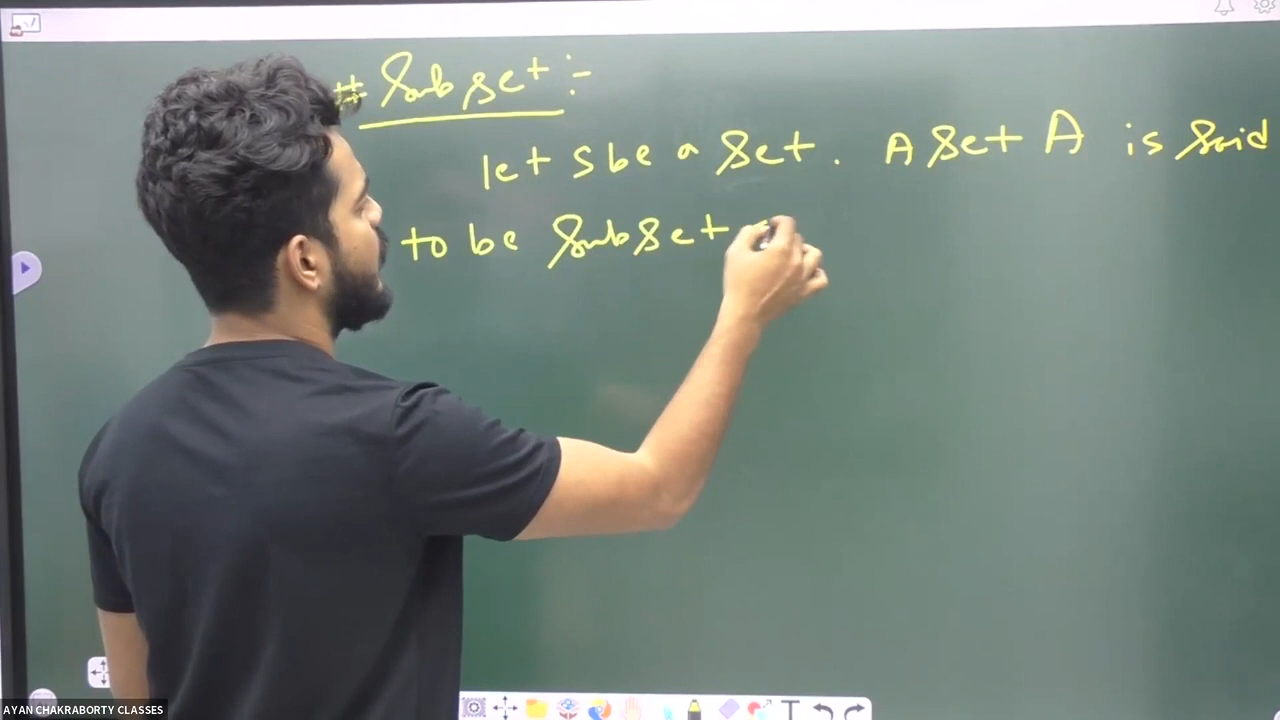 # Subset :-
let S be a set. A set A is said
to be subset
AYAN CHAKRABORTY CLASSES